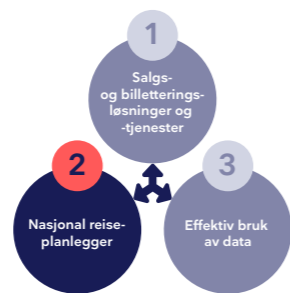 1
Salgs-
og billetterings-
løsninger og
-tjenester
2
Nasjonal reise-
planlegger
3
Effektiv bruk
av data